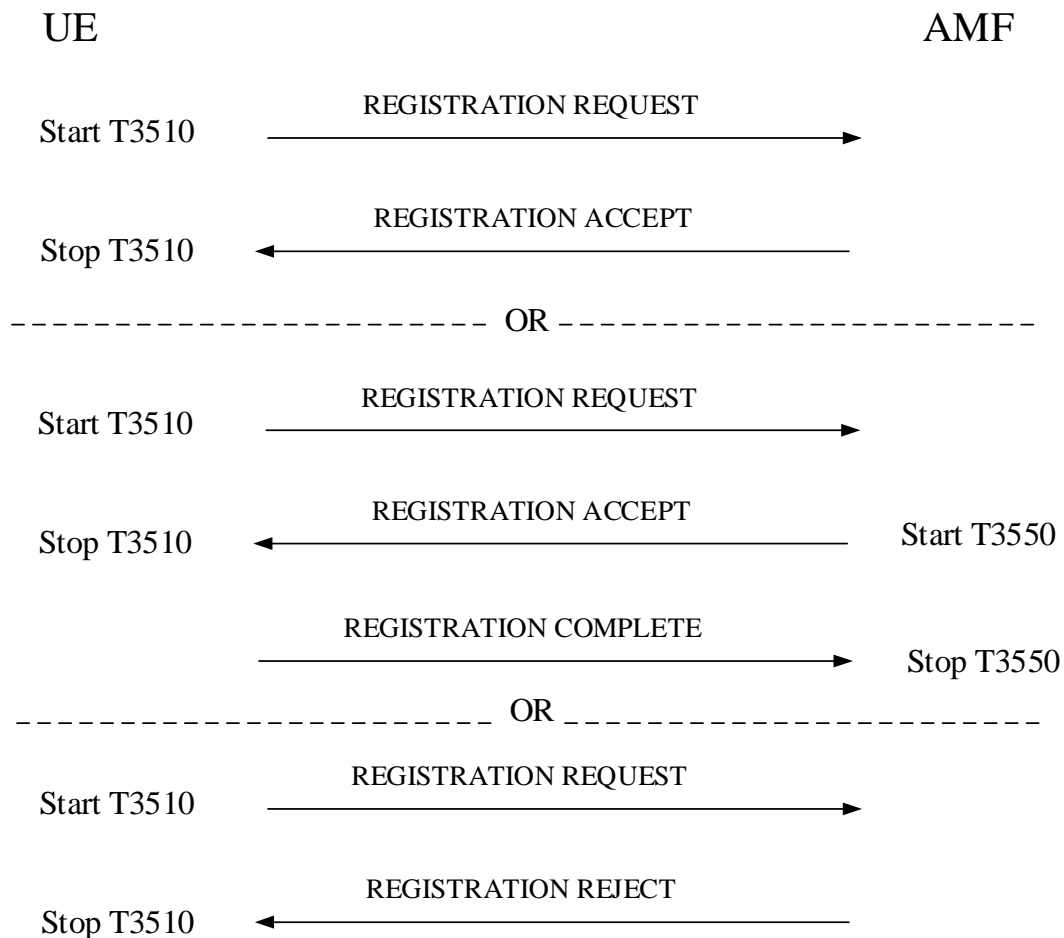 UE AMF
REGISTRATION REQUEST
Start T3510
REGISTRATION ACCEPT
Stop T3510
OR
REGISTRATION REQUEST
Start T3510
REGISTRATION ACCEPT
Stop T3510 Start T3550
REGISTRATION COMPLETE
Stop T3550
OR
REGISTRATION REQUEST
Start T3510
REGISTRATION REJECT
Stop T3510